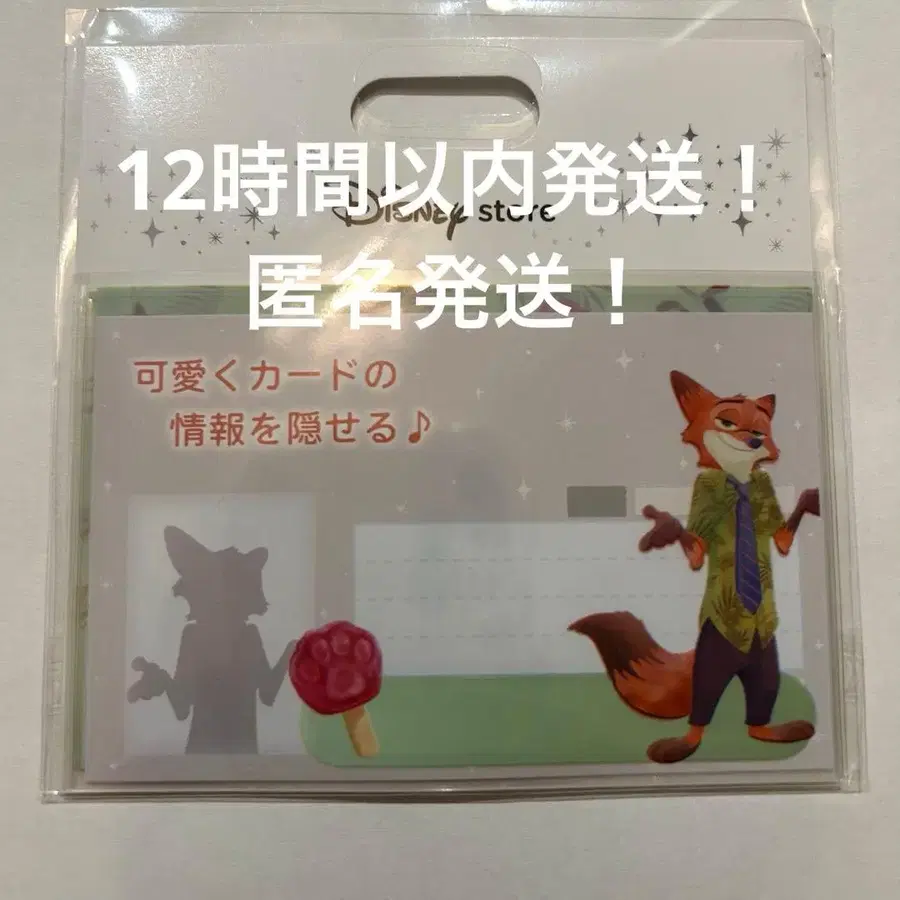 12時間以内発送！
Disney store
匿名発送！
可愛くカードの
情報を隠せる♪